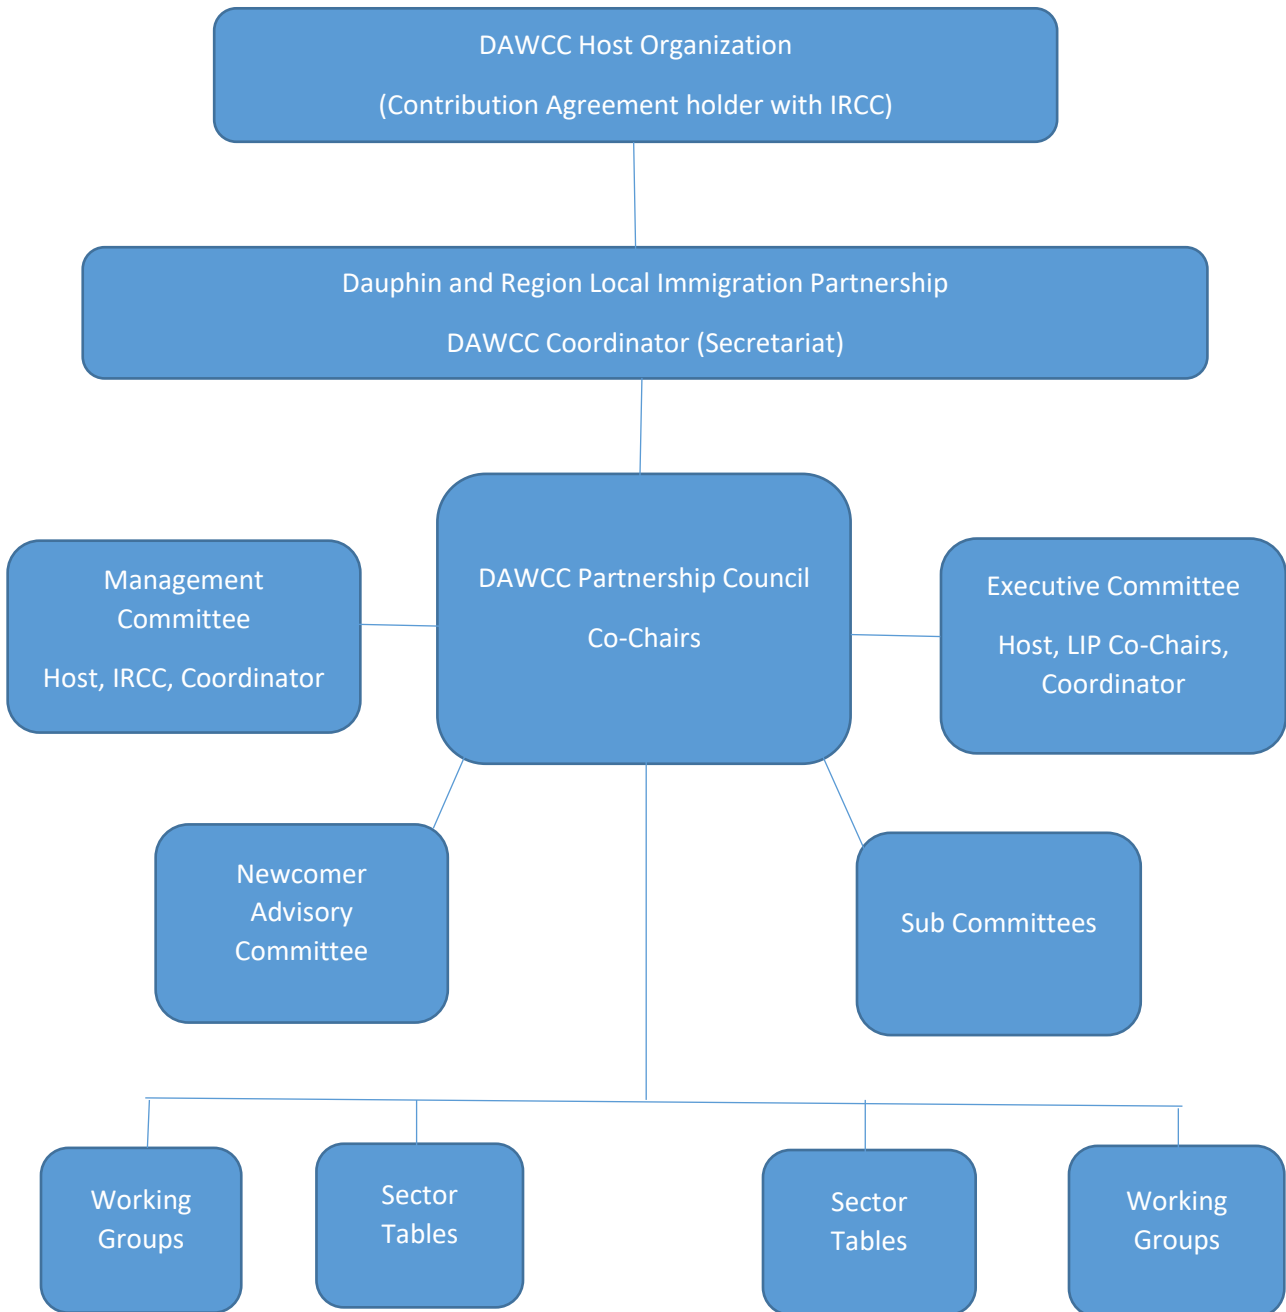 DAWCC Host Organization
(Contribution Agreement holder with IRCC)
Dauphin and Region Local Immigration Partnership
DAWCC Coordinator (Secretariat)
DAWCC Partnership Council
Co-Chairs
Management
Committee
Host, IRCC, Coordinator
Executive Committee
Host, LIP Co-Chairs,
Coordinator
Newcomer
Advisory
Committee
Sub Committees
Working
Groups
Sector
Tables
Sector
Tables
Working
Groups